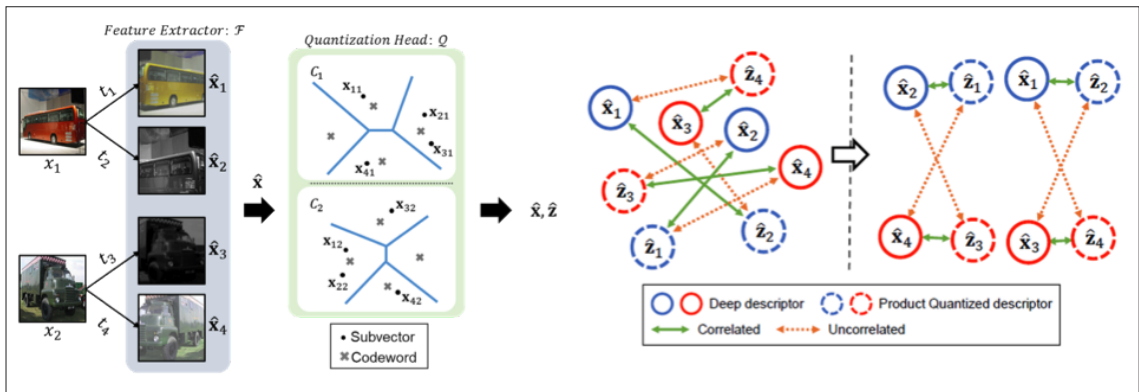 Feature Extractor: ℱ
x₁
t₁
t₂
x̂₁
x̂₂
x₂
t₃
t₄
x̂₃
x̂₄
x̂
Quantization Head: Q
C₁
x₁₁
x₂₁
x₃₁
x₄₁
C₂
x₃₂
x₁₂
x₂₂
x₄₂
Subvector
Codeword
x̂, ẑ
ẑ₄
x̂₁
x̂₃
x̂₂
x̂₄
ẑ₃
ẑ₁
ẑ₂
x̂₂ ẑ₁ x̂₁ ẑ₂
x̂₄ ẑ₃ x̂₃ ẑ₄
Deep descriptor Product Quantized descriptor
Correlated Uncorrelated